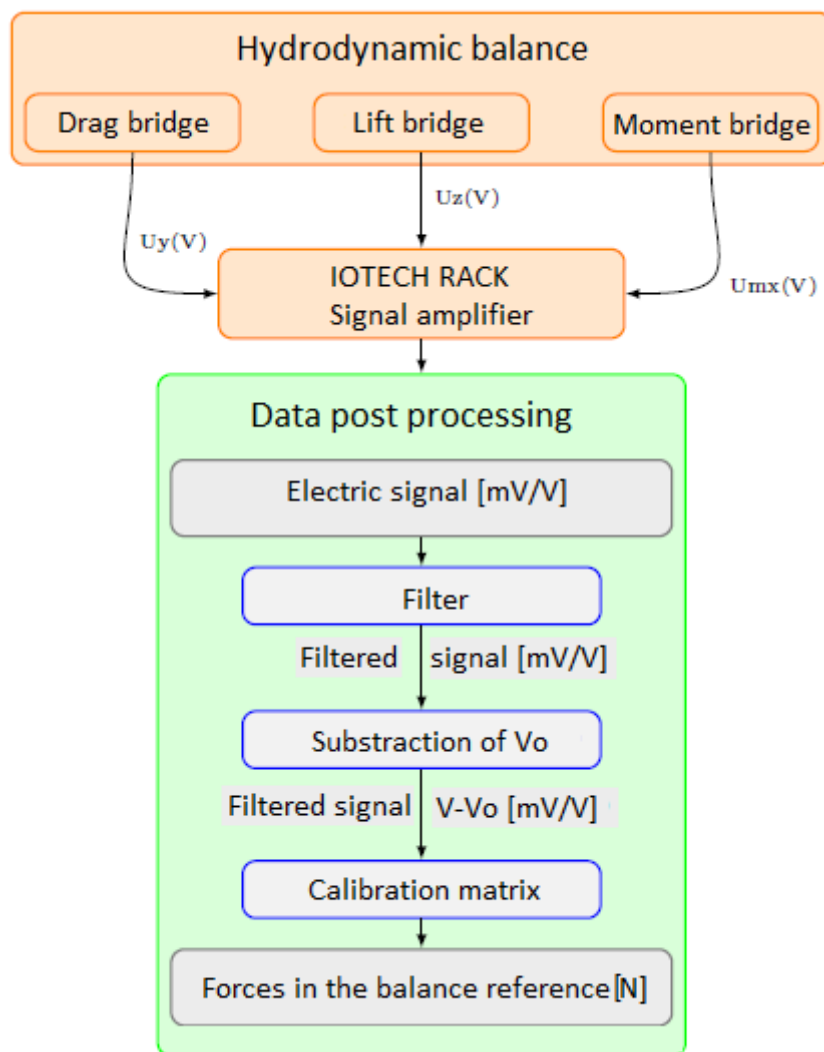 Hydrodynamic balance
Drag bridge
Lift bridge
Moment bridge
Uz(V)
Uy(V)
Umx(V)
IOTECH RACK
Signal amplifier
Data post processing
Electric signal [mV/V]
Filter
Filtered signal [mV/V]
Substraction of Vo
Filtered signal V-Vo [mV/V]
Calibration matrix
Forces in the balance reference[N]